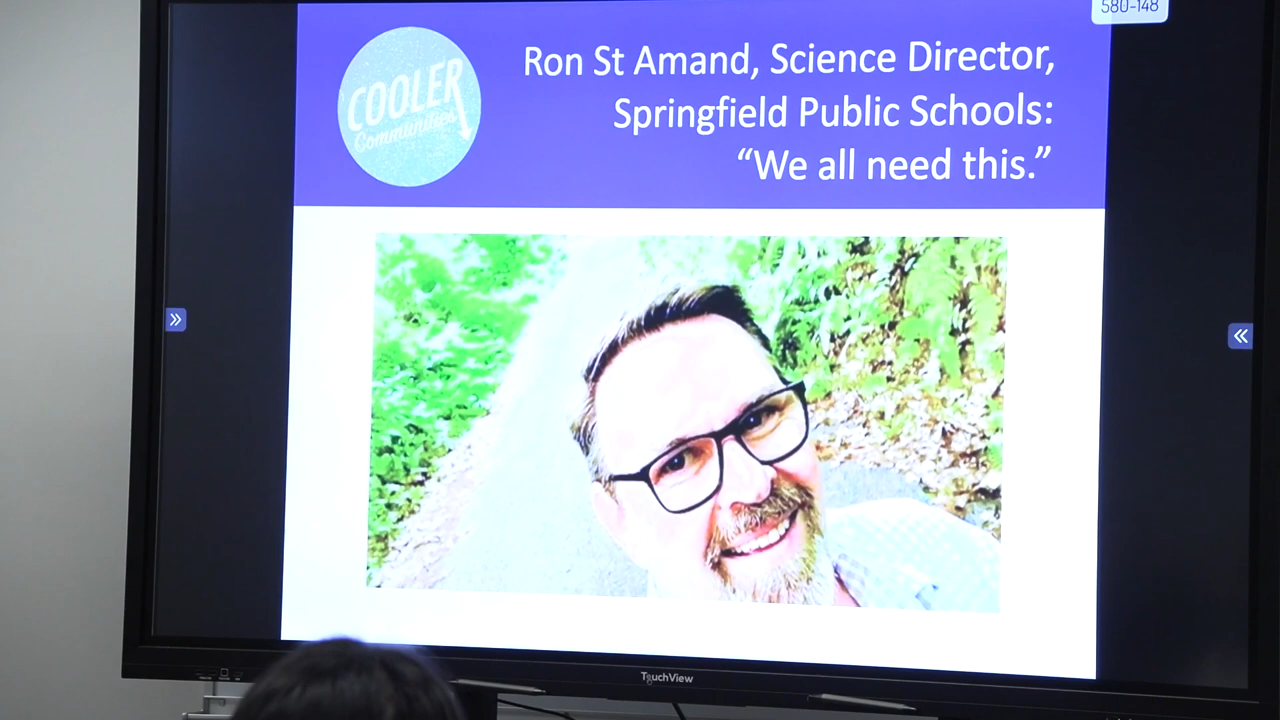 580-148
COOLER
Communities
Ron St Amand, Science Director,
Springfield Public Schools:
“We all need this.”
TouchView